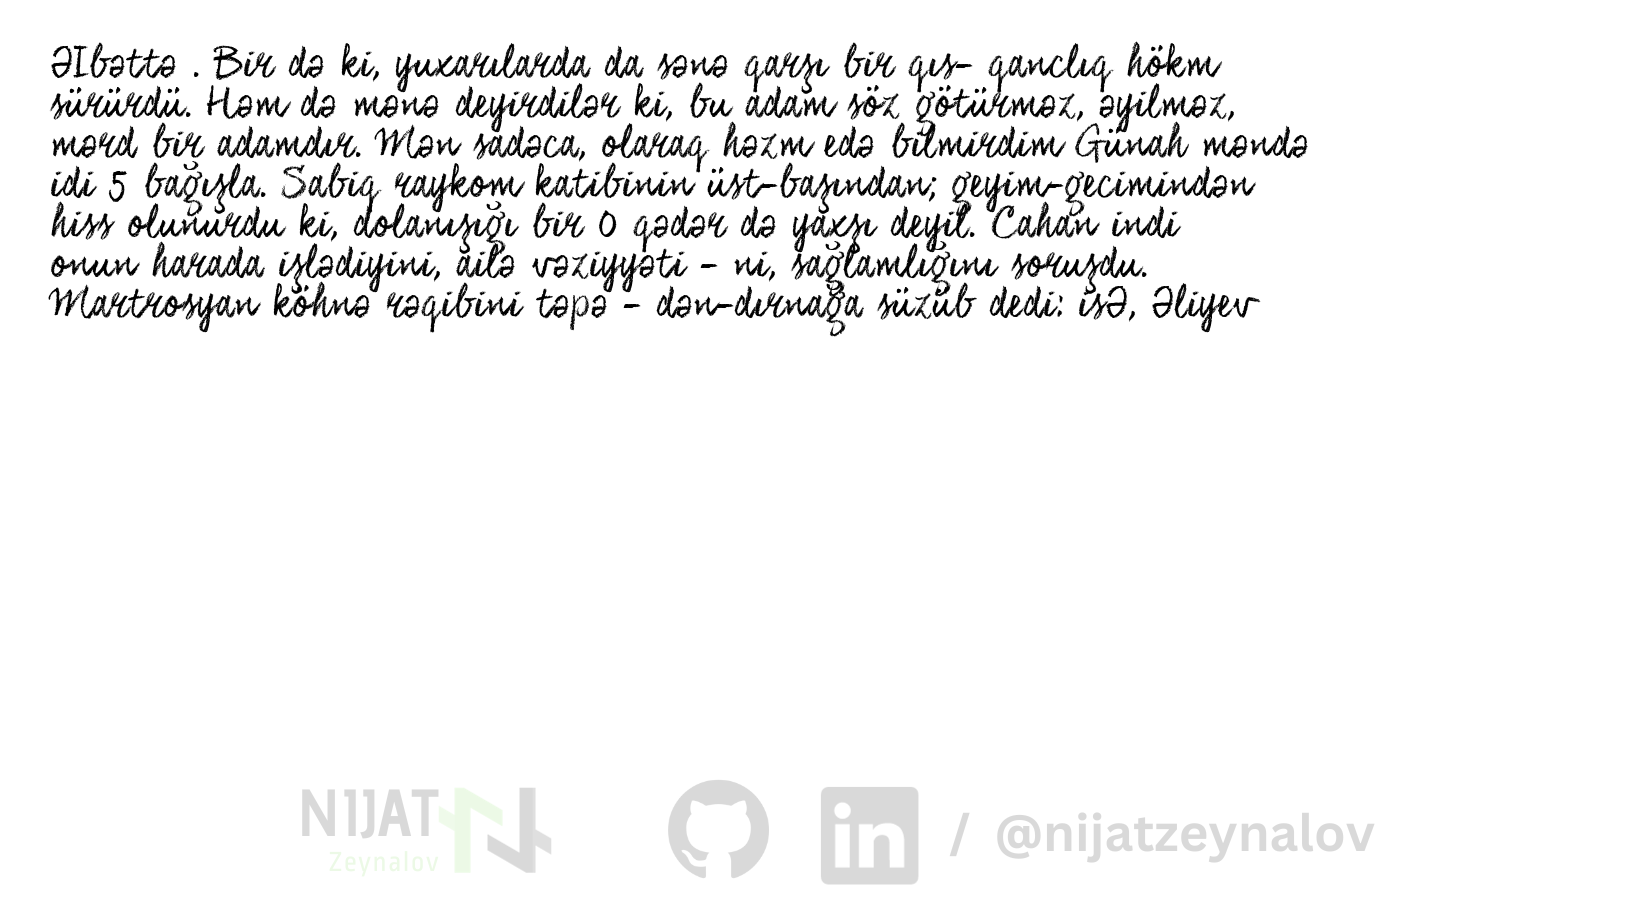 ƏIbəttə . Bir də ki, yuxarılarda da sənə qarşı bir qıs- qanclıq hökm
sürürdü. Həm də mənə deyirdilər ki, bu adam söz götürməz, əyilməz,
mərd bir adamdır. Mən sadəca, olaraq həzm edə bilmirdim Günah məndə
idi 5 bağışla. Sabiq raykom katibinin üst-başından; geyim-gecimindən
hiss olunurdu ki, dolanışığı bir 0 qədər də yaxşı deyil. Cahan indi
onun harada işlədiyini, ailə vəziyyəti - ni, sağlamlığını soruşdu.
Martrosyan köhnə rəqibini təpə - dən-dırnağa süzüb dedi: isƏ, Əliyev
NIJAT
Zeynalov
in / @nijatzeynalov